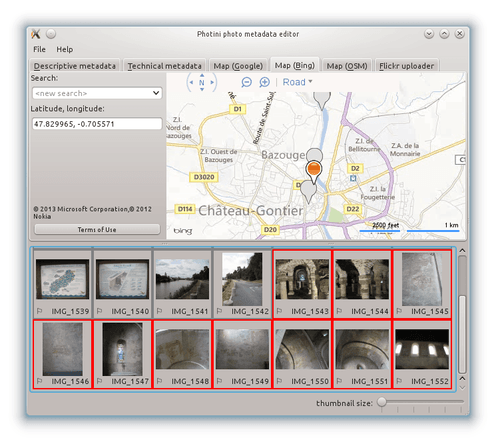 Photini photo metadata editor
File Help
Descriptive metadata Technical metadata Map (Google) Map (Bing) Map (OSM) Flickr uploader
Search:
<new search>
Latitude, longitude:
47.829965, -0.705571
© 2013 Microsoft Corporation,© 2012
Nokia
Terms of Use
N
Road
D1
Route de Saint-Sul
Z.I.
Nord de
Bazouges
Z.I. Ouest de
Bazouges
Bazouges
Z.I. de
Bellitourne
Z.A. de la
Monnairie
D3020
Z.I. la
Fougetterie
D114
D22
Château-Gontier
D20
D1
bing
2500 feet 1 km
IMG_1539 IMG_1540 IMG_1541 IMG_1542 IMG_1543 IMG_1544 IMG_1545
IMG_1546 IMG_1547 IMG_1548 IMG_1549 IMG_1550 IMG_1551 IMG_1552
thumbnail size: